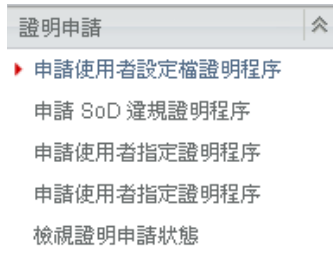 證明申請
申請使用者設定檔證明程序
申請 SoD 違規證明程序
申請使用者指定證明程序
申請使用者指定證明程序
檢視證明申請狀態